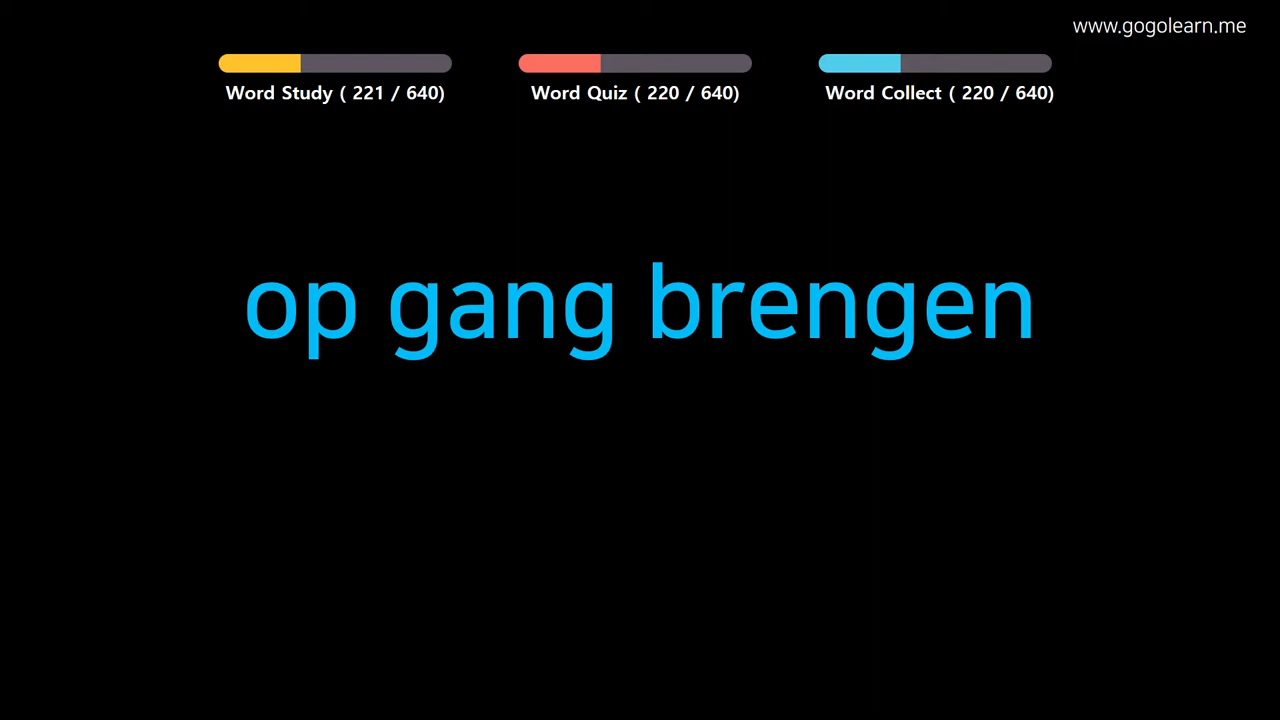 www.gogolearn.me
Word Study ( 221 / 640)
Word Quiz ( 220 / 640)
Word Collect ( 220 / 640)
op gang brengen